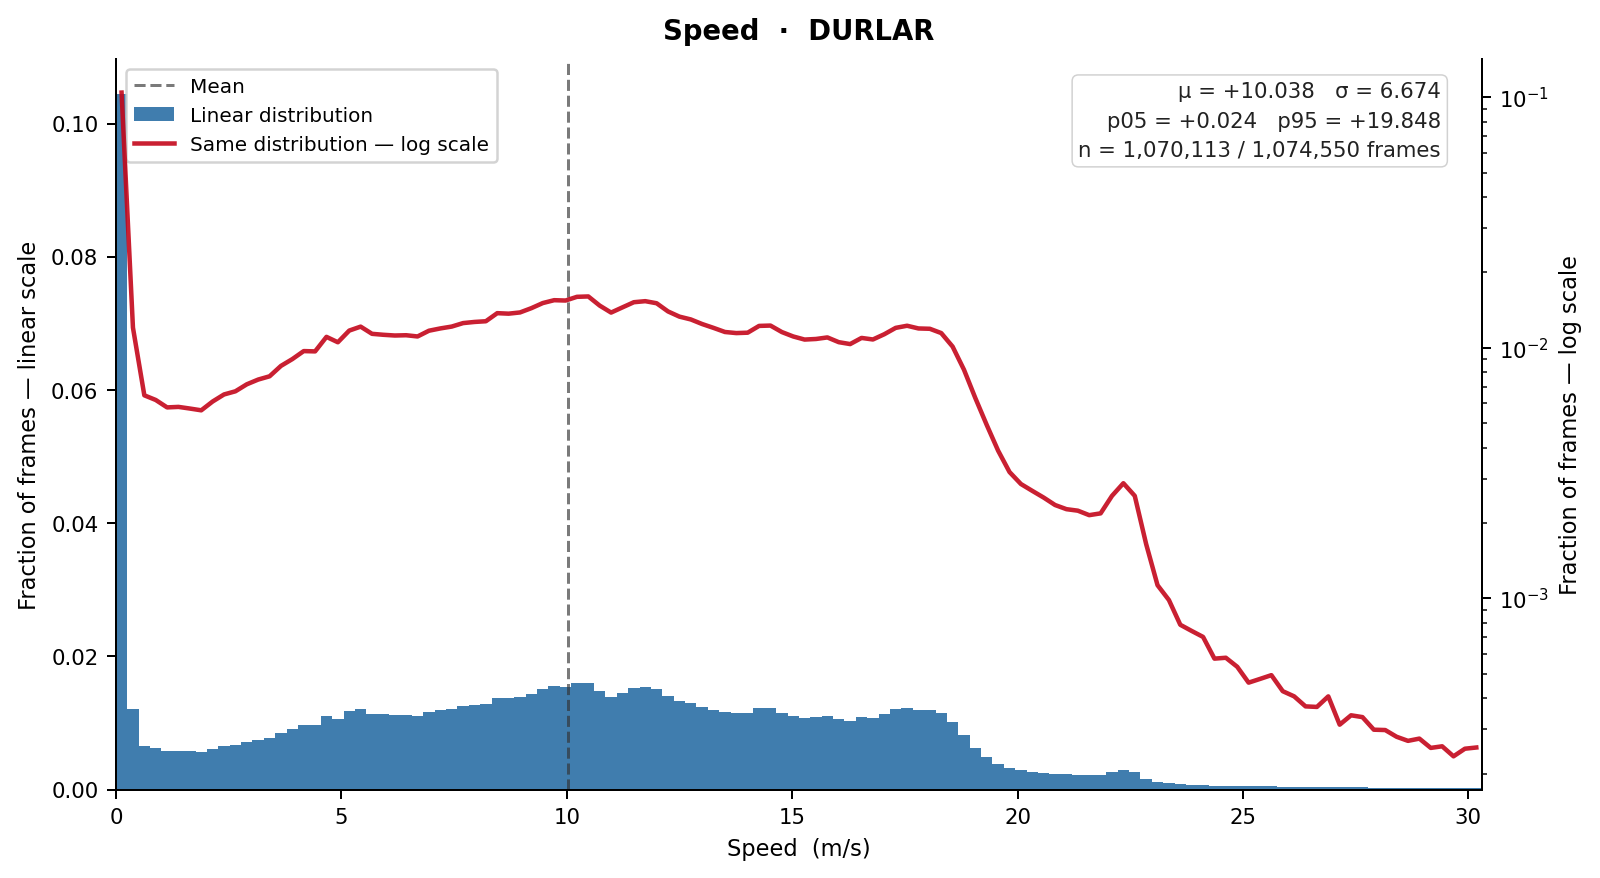 Speed · DURLAR
Mean
Linear distribution
Same distribution — log scale
μ = +10.038 σ = 6.674
p05 = +0.024 p95 = +19.848
n = 1,070,113 / 1,074,550 frames
Fraction of frames — linear scale
0.10
0.08
0.06
0.04
0.02
0.00
10⁻¹
10⁻²
10⁻³
Fraction of frames — log scale
0 5 10 15 20 25 30
Speed (m/s)